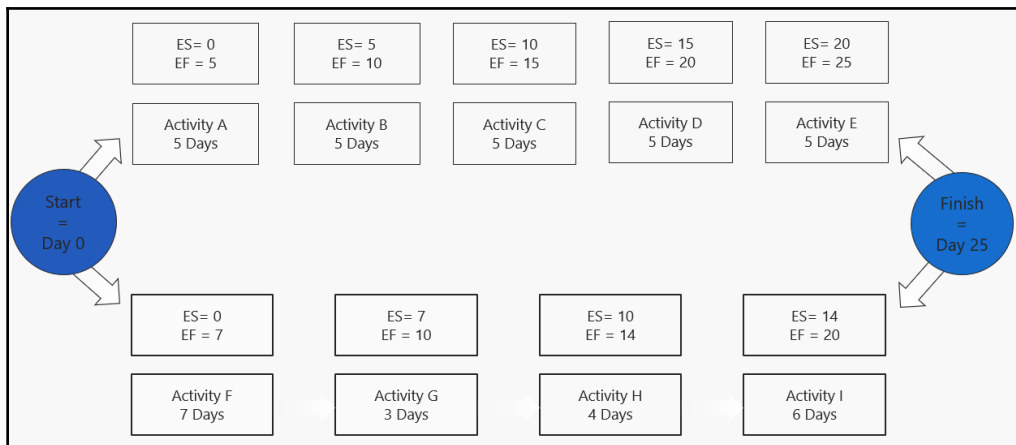 ES= 0
EF = 5
ES= 5
EF = 10
ES= 10
EF = 15
ES= 15
EF = 20
ES= 20
EF = 25
Activity A
5 Days
Activity B
5 Days
Activity C
5 Days
Activity D
5 Days
Activity E
5 Days
Start
=
Day 0
Finish
=
Day 25
ES= 0
EF = 7
ES= 7
EF = 10
ES= 10
EF = 14
ES= 14
EF = 20
Activity F
7 Days
Activity G
3 Days
Activity H
4 Days
Activity I
6 Days